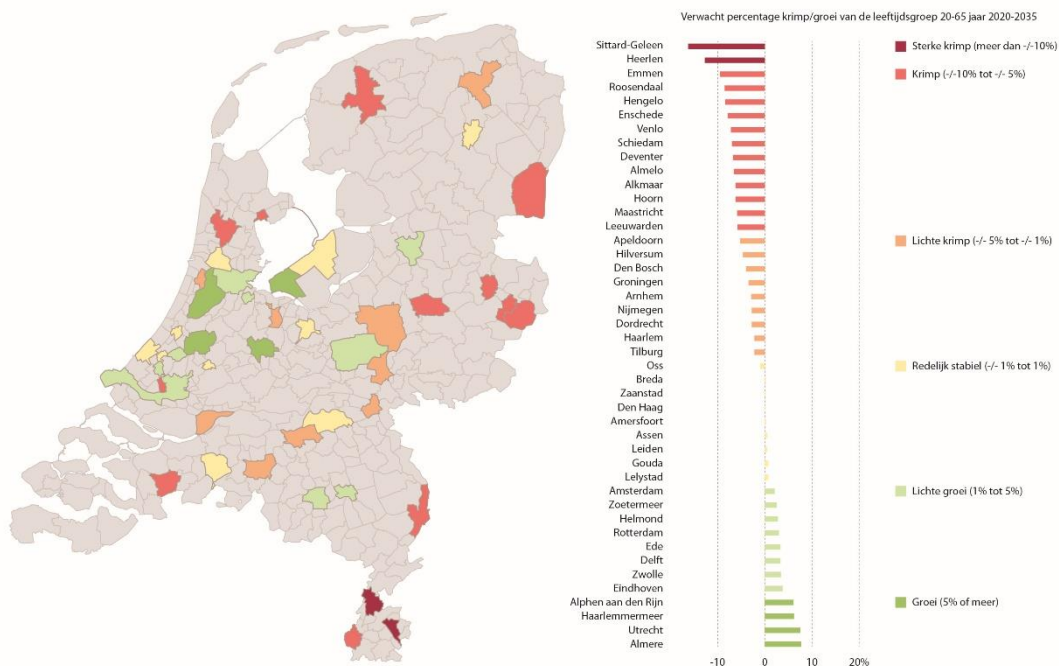 Verwacht percentage krimp/groei van de leeftijdsgroep 20-65 jaar 2020-2035
Sittard-Geleen
Sterke krimp (meer dan -/-10%)
Heerlen
Emmen
Krimp (-/-10% tot -/- 5%)
Roosendaal
Hengelo
Enschede
Venlo
Schiedam
Deventer
Almelo
Alkmaar
Hoorn
Maastricht
Leeuwarden
Apeldoorn
Lichte krimp (-/- 5% tot -/- 1%)
Hilversum
Den Bosch
Groningen
Arnhem
Nijmegen
Dordrecht
Haarlem
Tilburg
Oss
Redelijk stabiel (-/- 1% tot 1%)
Breda
Zaanstad
Den Haag
Amersfoort
Assen
Leiden
Gouda
Lelystad
Amsterdam
Lichte groei (1% tot 5%)
Zoetermeer
Helmond
Rotterdam
Ede
Delft
Zwolle
Eindhoven
Alphen aan den Rijn
Groei (5% of meer)
Haarlemmermeer
Utrecht
Almere
-10 0 10 20%